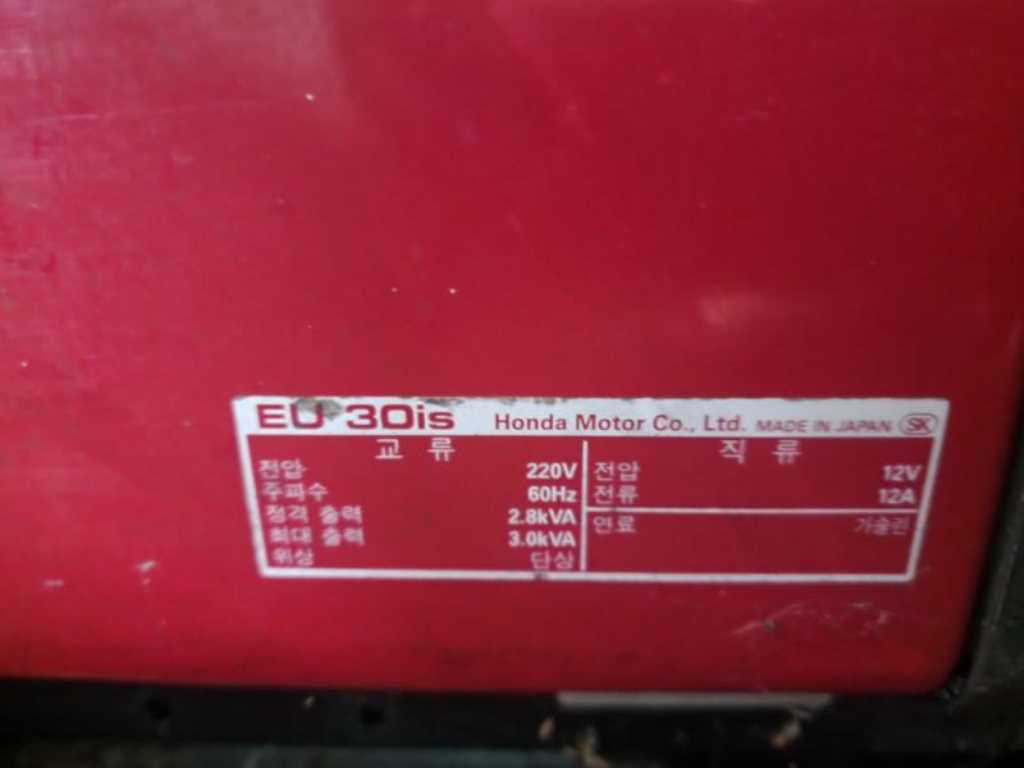 EU 30is Honda Motor Co., Ltd. MADE IN JAPAN SK
교 류
전압 220V
주파수 60Hz
정격 출력 2.8kVA
최대 출력 3.0kVA
위상 단상
직 류
전압 12V
전류 12A
연료 가솔린